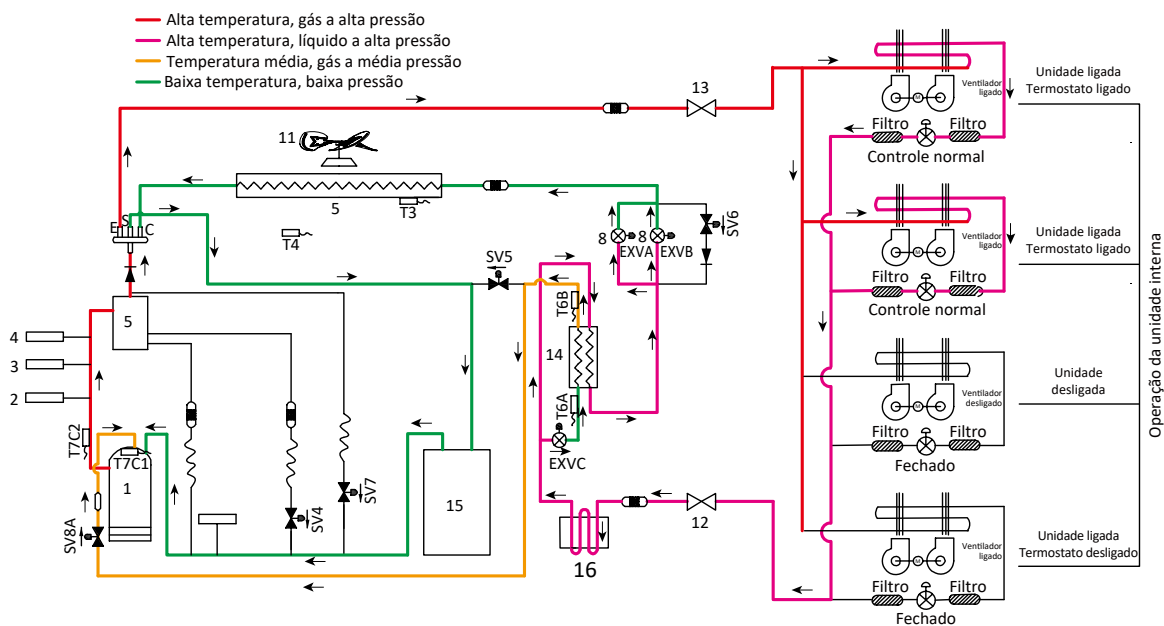 Alta temperatura, gás a alta pressão
Alta temperatura, líquido a alta pressão
Temperatura média, gás a média pressão
Baixa temperatura, baixa pressão
13
11
5
T3
T4
E
S
C
8
8
EXVA
EXVB
SV6
SV5
5
4
3
2
T7C2
T7C1
1
SV8A
SV4
SV7
15
T6B
14
T6A
EXVC
16
12
M
Ventilador
ligado
Unidade ligada
Termostato ligado
Filtro
Filtro
Controle normal
M
Ventilador
ligado
Unidade ligada
Termostato ligado
Filtro
Filtro
Controle normal
M
Ventilador
desligado
Unidade
desligada
Filtro
Filtro
Fechado
M
Ventilador
ligado
Unidade ligada
Termostato desligado
Filtro
Filtro
Fechado
Operação da unidade interna